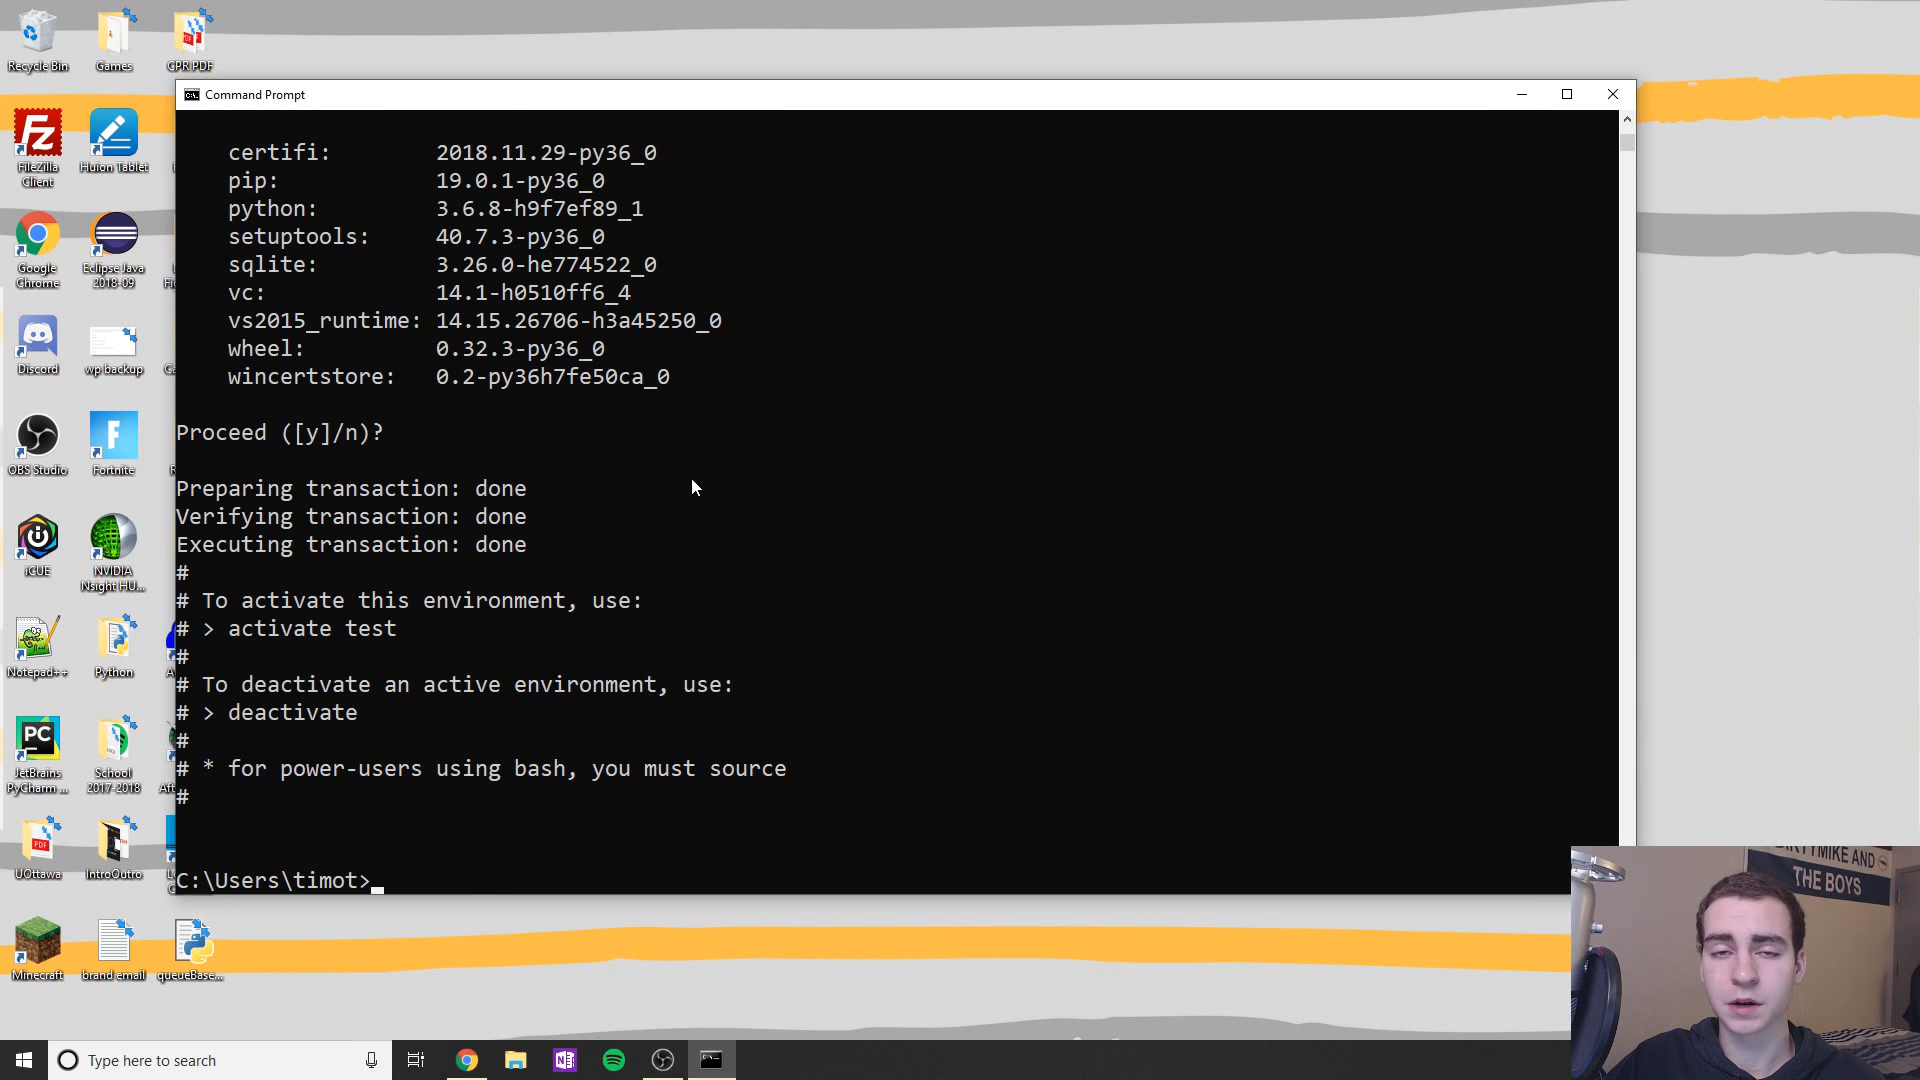 Recycle Bin
Games
CPR PDF
FileZilla
Client
Huion Tablet
Google
Chrome
Eclipse Java
2018-09
Discord
wp backup
OBS Studio
Fortnite
iCUE
NVIDIA
Nsight HU...
Notepad++
Python
PC
JetBrains
PyCharm ...
School
2017-2018
UOttawa
IntroOutro
Minecraft
brand email
queueBase...
Command Prompt
certifi: 2018.11.29-py36_0
pip: 19.0.1-py36_0
python: 3.6.8-h9f7ef89_1
setuptools: 40.7.3-py36_0
sqlite: 3.26.0-he774522_0
vc: 14.1-h0510ff6_4
vs2015_runtime: 14.15.26706-h3a45250_0
wheel: 0.32.3-py36_0
wincertstore: 0.2-py36h7fe50ca_0
Proceed ([y]/n)?
Preparing transaction: done
Verifying transaction: done
Executing transaction: done
#
# To activate this environment, use:
# > activate test
#
# To deactivate an active environment, use:
# > deactivate
#
# * for power-users using bash, you must source
#
C:\Users\timot>
THE BOYS
Type here to search